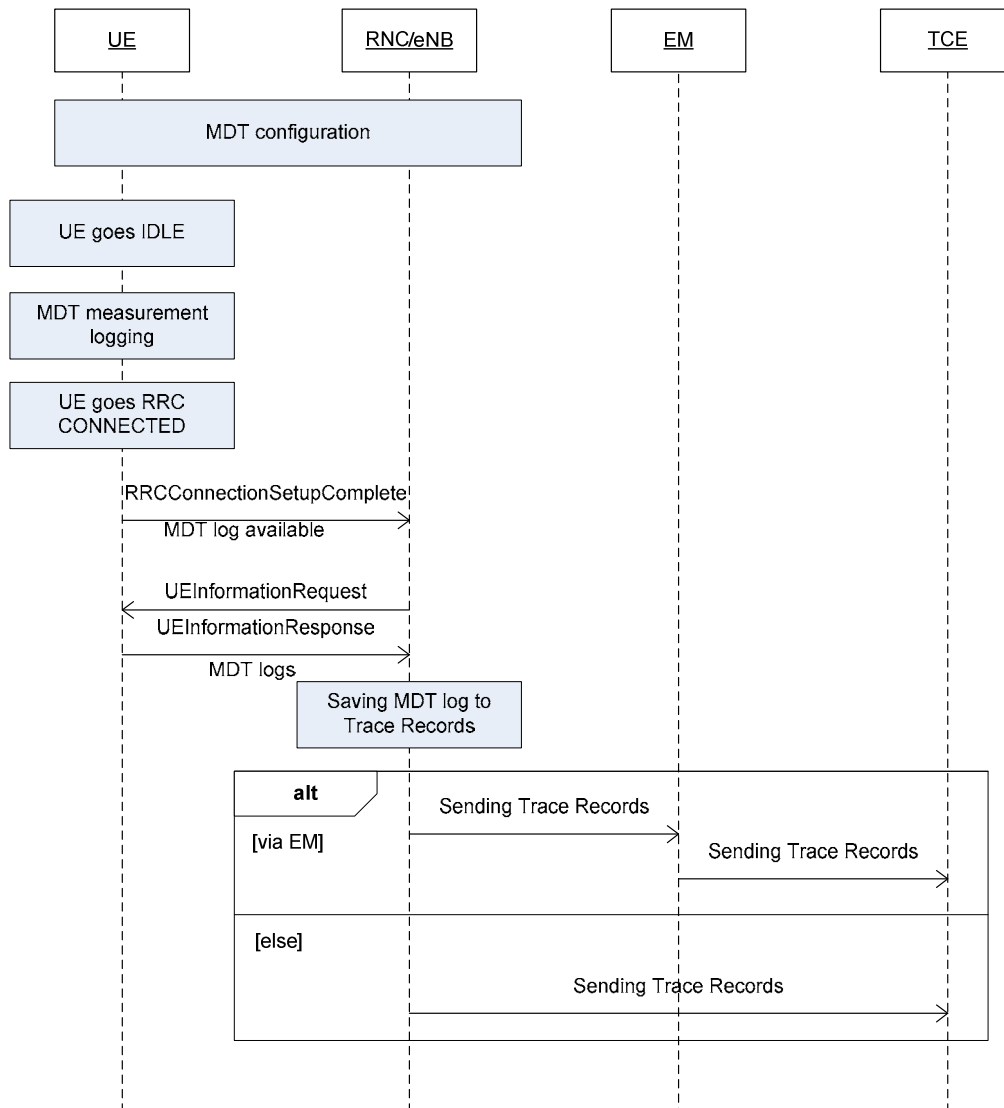 UE
RNC/eNB
EM
TCE
MDT configuration
UE goes IDLE
MDT measurement
logging
UE goes RRC
CONNECTED
RRCConnectionSetupComplete
MDT log available
UEInformationRequest
UEInformationResponse
MDT logs
Saving MDT log to
Trace Records
alt
Sending Trace Records
[via EM]
Sending Trace Records
[else]
Sending Trace Records